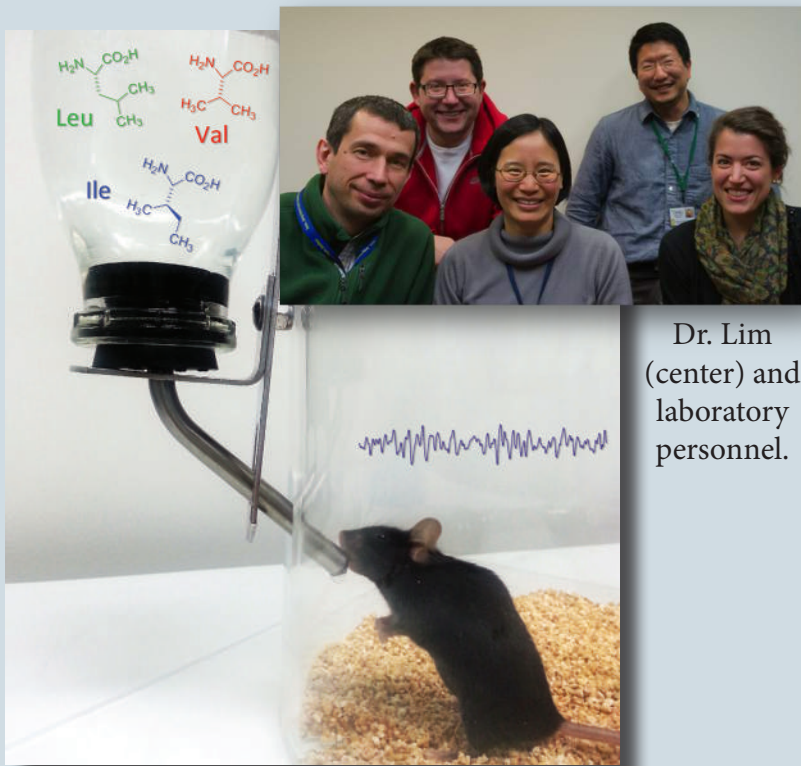 H₂N CO₂H
CH₃
CH₃
Leu
H₂N CO₂H
H₃C CH₃
Val
H₂N CO₂H
H₃C
CH₃
Ile
Dr. Lim
(center) and
laboratory
personnel.